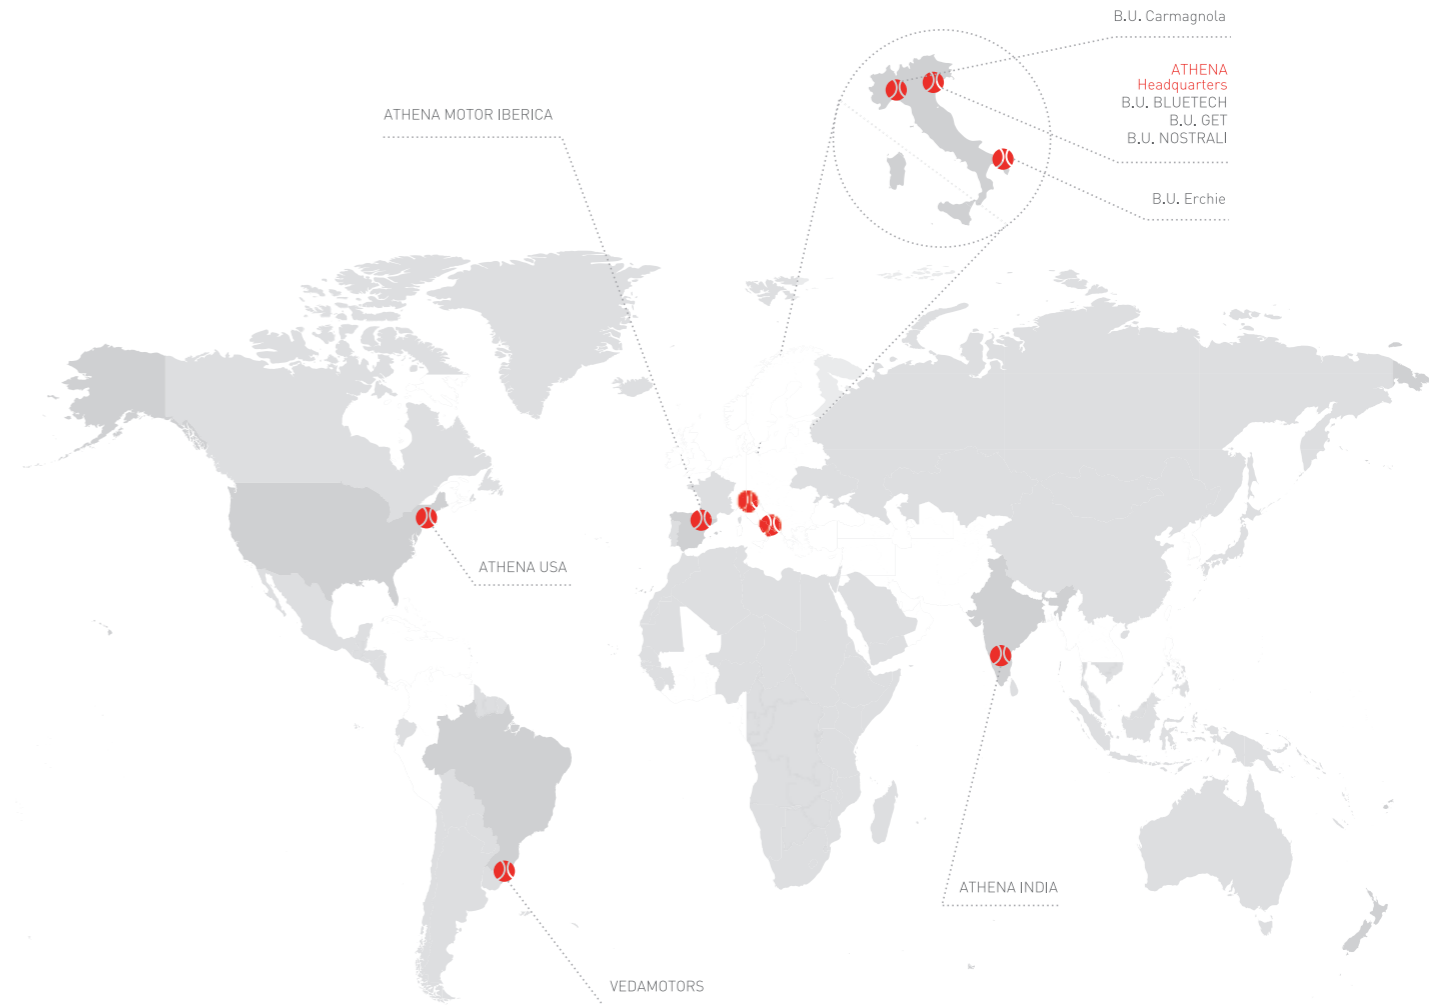 B.U. Carmagnola
ATHENA
Headquarters
B.U. BLUETECH
B.U. GET
B.U. NOSTRALI
ATHENA MOTOR IBERICA
B.U. Erchie
ATHENA USA
ATHENA INDIA
VEDAMOTORS